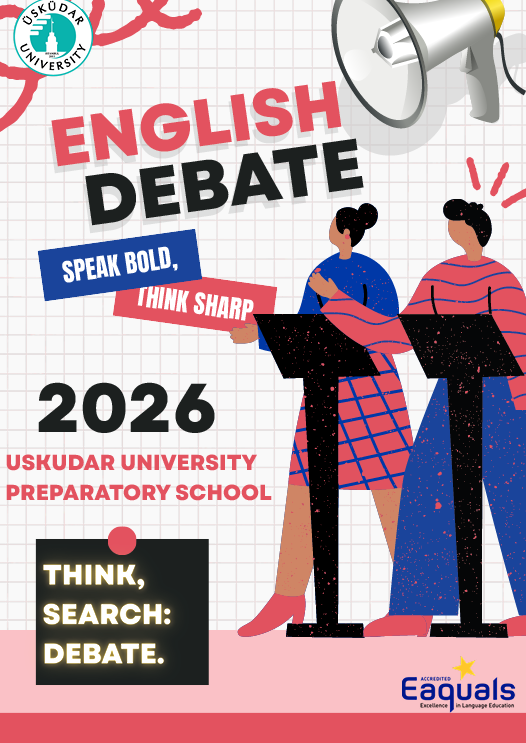 ÜSKÜDAR
UNIVERSITY
ENGLISH
DEBATE
SPEAK BOLD,
THINK SHARP
2026
USKUDAR UNIVERSITY
PREPARATORY SCHOOL
THINK,
SEARCH:
DEBATE.
ACCREDITED
Eaquals
Excellence in Language Education